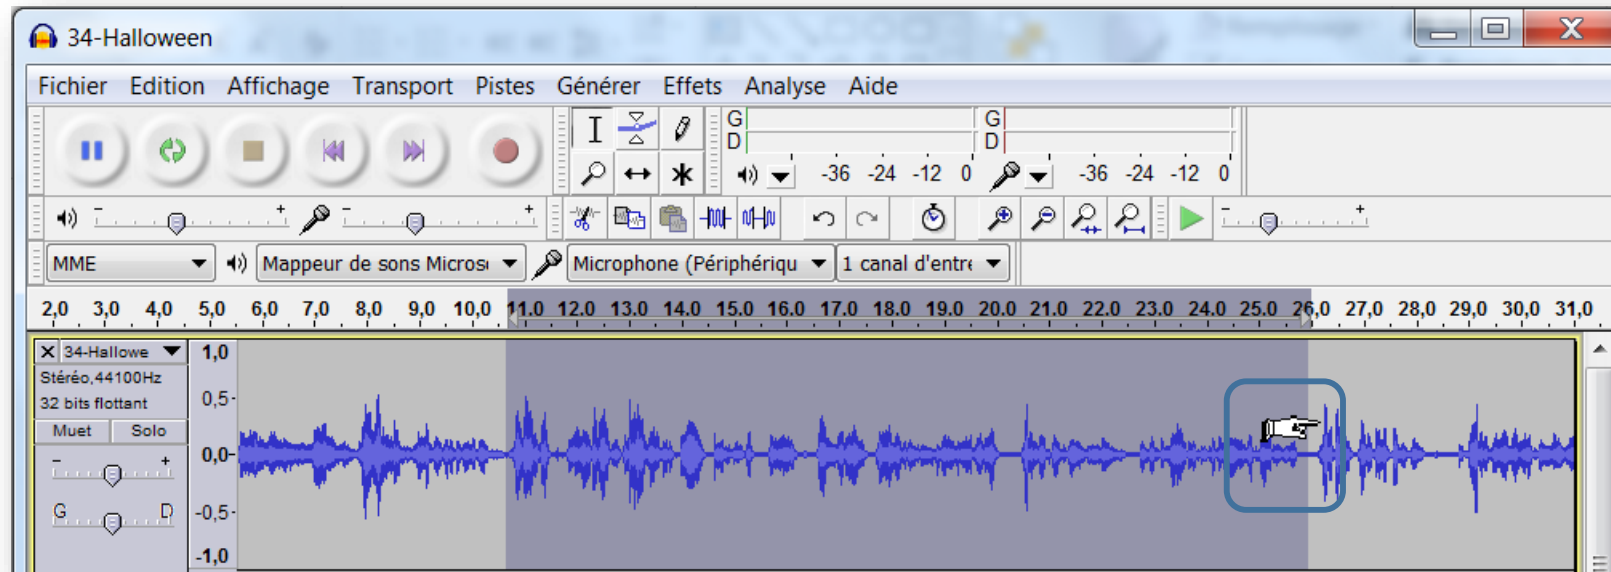 34-Halloween
Fichier Edition Affichage Transport Pistes Générer Effets Analyse Aide
G
D
G
D
-36 -24 -12 0
-36 -24 -12 0
- +
- +
- +
MME
Mappeur de sons Micros
Microphone (Périphériqu
1 canal d'entré
2,0 3,0 4,0 5,0 6,0 7,0 8,0 9,0 10,0 11.0 12.0 13.0 14.0 15.0 16.0 17.0 18.0 19.0 20.0 21.0 22.0 23.0 24.0 25.0 26,0 27,0 28,0 29,0 30,0 31,0
X 34-Hallowe
1,0
Stéréo,44100Hz
32 bits flottant
0,5-
Muet Solo
- +
0,0-
G D
-0,5-
-1,0